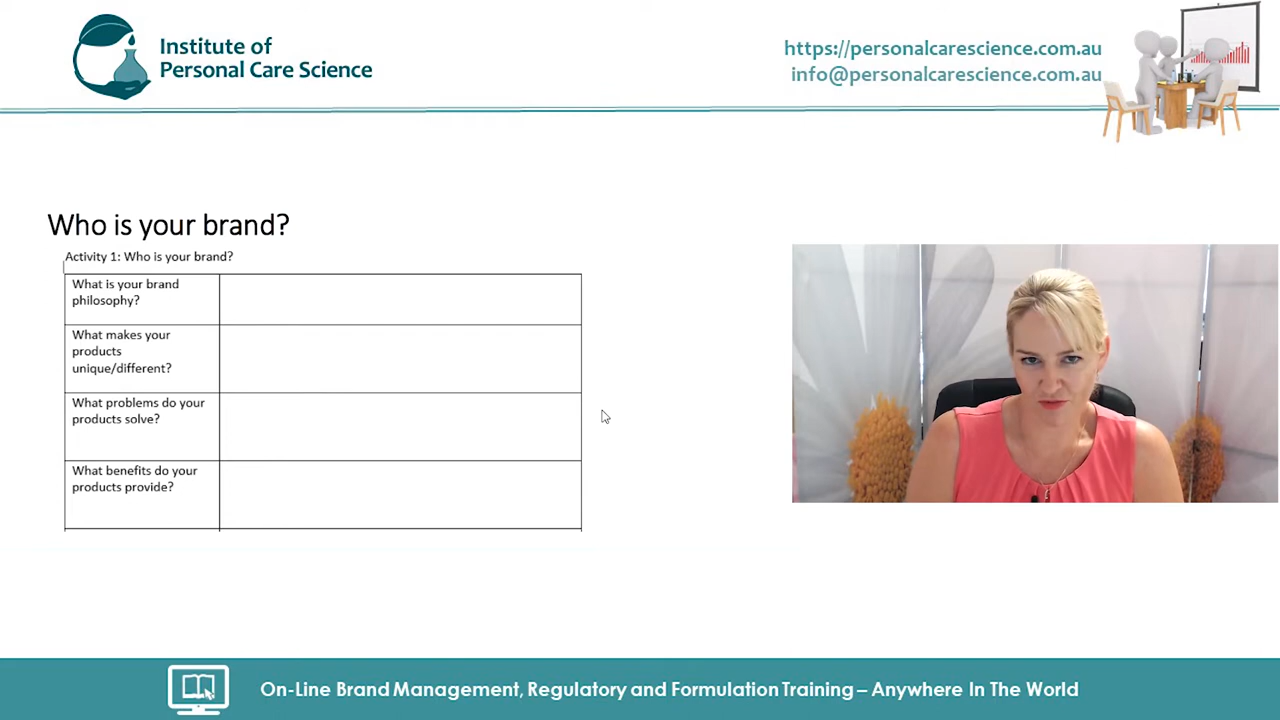 Institute of
Personal Care Science
https://personalcarescience.com.au
info@personalcarescience.com.au
Who is your brand?
Activity 1: Who is your brand?
What is your brand
philosophy?
What makes your
products
unique/different?
What problems do your
products solve?
What benefits do your
products provide?
On-Line Brand Management, Regulatory and Formulation Training – Anywhere In The World